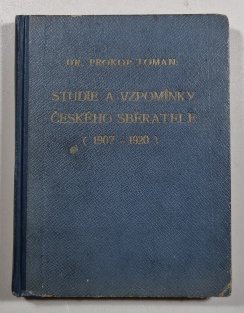 DR. PROKOP TOMAN:
STUDIE A VZPOMÍNKY
ČESKÉHO SBĚRATELE
( 1907 - 1920 )